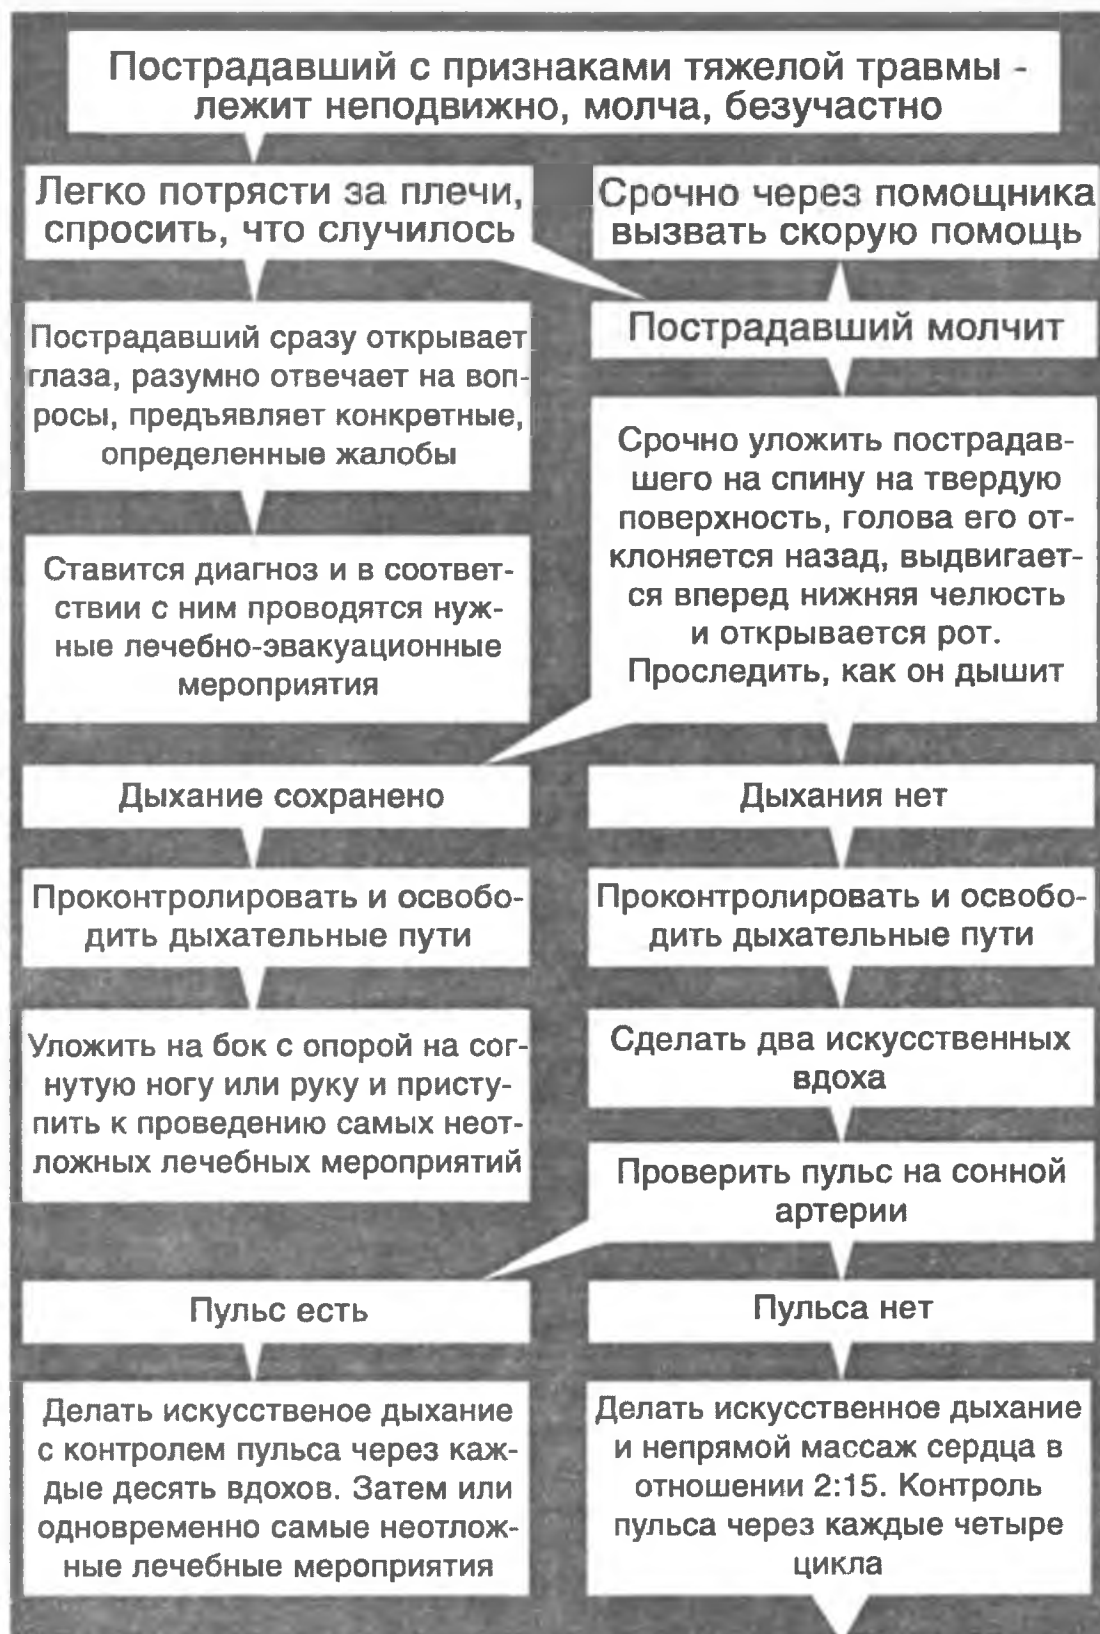 Пострадавший с признаками тяжелой травмы -
лежит неподвижно, молча, безучастно
Легко потрясти за плечи,
спросить, что случилось
Срочно через помощника
вызвать скорую помощь
Пострадавший сразу открывает
глаза, разумно отвечает на воп-
росы, предъявляет конкретные,
определенные жалобы
Пострадавший молчит
Ставится диагноз и в соответ-
ствии с ним проводятся нуж-
ные лечебно-эвакуационные
мероприятия
Срочно уложить пострадав-
шего на спину на твердую
поверхность, голова его от-
клоняется назад, выдвигает-
ся вперед нижняя челюсть
и открывается рот.
Проследить, как он дышит
Дыхание сохранено
Дыхания нет
Проконтролировать и освобо-
дить дыхательные пути
Проконтролировать и освобо-
дить дыхательные пути
Уложить на бок с опорой на сог-
нутую ногу или руку и присту-
пить к проведению самых неот-
ложных лечебных мероприятий
Сделать два искусственных
вдоха
Проверить пульс на сонной
артерии
Пульс есть
Пульса нет
Делать искусственое дыхание
с контролем пульса через каж-
дые десять вдохов. Затем или
одновременно самые неотлож-
ные лечебные мероприятия
Делать искусственное дыхание
и непрямой массаж сердца в
отношении 2:15. Контроль
пульса через каждые четыре
цикла